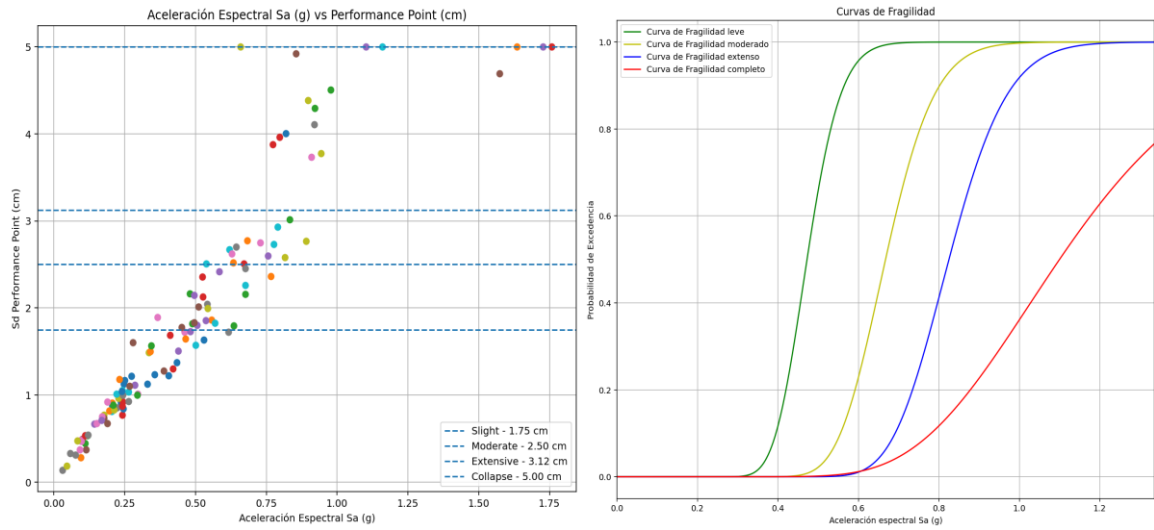 Aceleración Espectral Sa (g) vs Performance Point (cm)
Sd Performance Point (cm)
5
4
3
2
1
0
0.00 0.25 0.50 0.75 1.00 1.25 1.50 1.75
Aceleración Espectral Sa (g)
Slight - 1.75 cm
Moderate - 2.50 cm
Extensive - 3.12 cm
Collapse - 5.00 cm
Curvas de Fragilidad
Curva de Fragilidad leve
Curva de Fragilidad moderado
Curva de Fragilidad extenso
Curva de Fragilidad completo
Probabilidad de Excedencia
1.0
0.8
0.6
0.4
0.2
0.0
0.0 0.2 0.4 0.6 0.8 1.0 1.2
Aceleración espectral Sa (g)